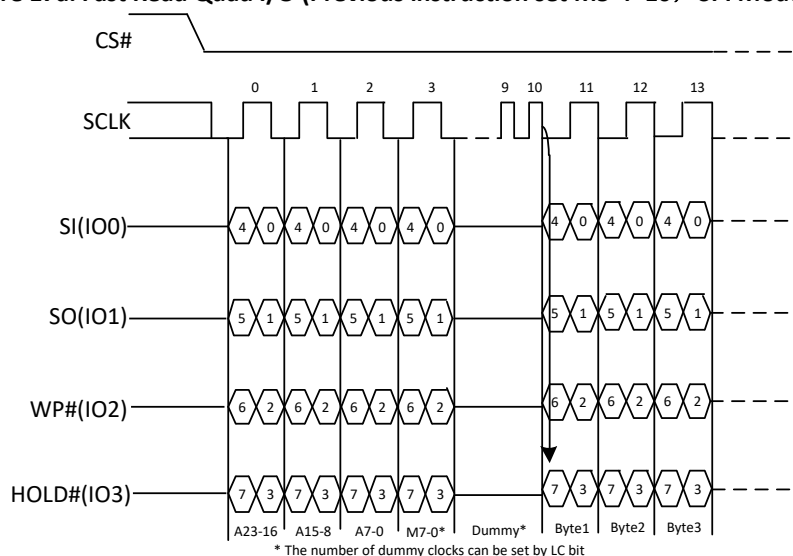 CS#
0 1 2 3 9 10 11 12 13
SCLK
SI(IO0) 4 0 4 0 4 0 4 0 4 0 4 0 4 0
SO(IO1) 5 1 5 1 5 1 5 1 5 1 5 1 5 1
WP#(IO2) 6 2 6 2 6 2 6 2 6 2 6 2 6 2
HOLD#(IO3) 7 3 7 3 7 3 7 3 7 3 7 3 7 3
A23-16 A15-8 A7-0 M7-0* Dummy* Byte1 Byte2 Byte3
* The number of dummy clocks can be set by LC bit